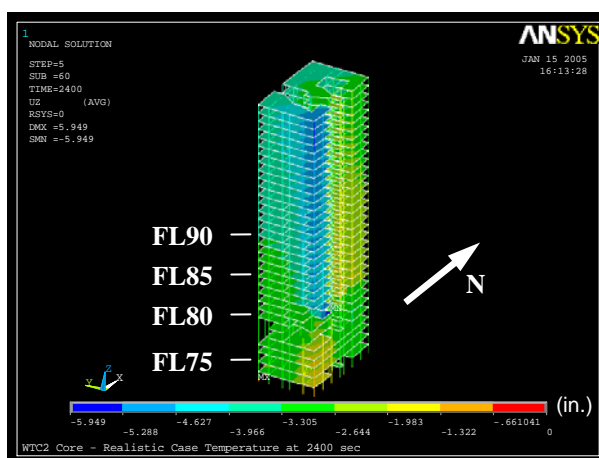 1
NODAL SOLUTION
STEP=5
SUB =60
TIME=2400
UZ (AVG)
RSYS=0
DMX =5.949
SMN =-5.949
ANSYS
JAN 15 2005
16:13:28
FL90
FL85
FL80
FL75
N
MN
MX
Z
Y X
(in.)
-5.949 -4.627 -3.305 -1.983 -.661041
-5.288 -3.966 -2.644 -1.322 0
WTC2 Core - Realistic Case Temperature at 2400 sec